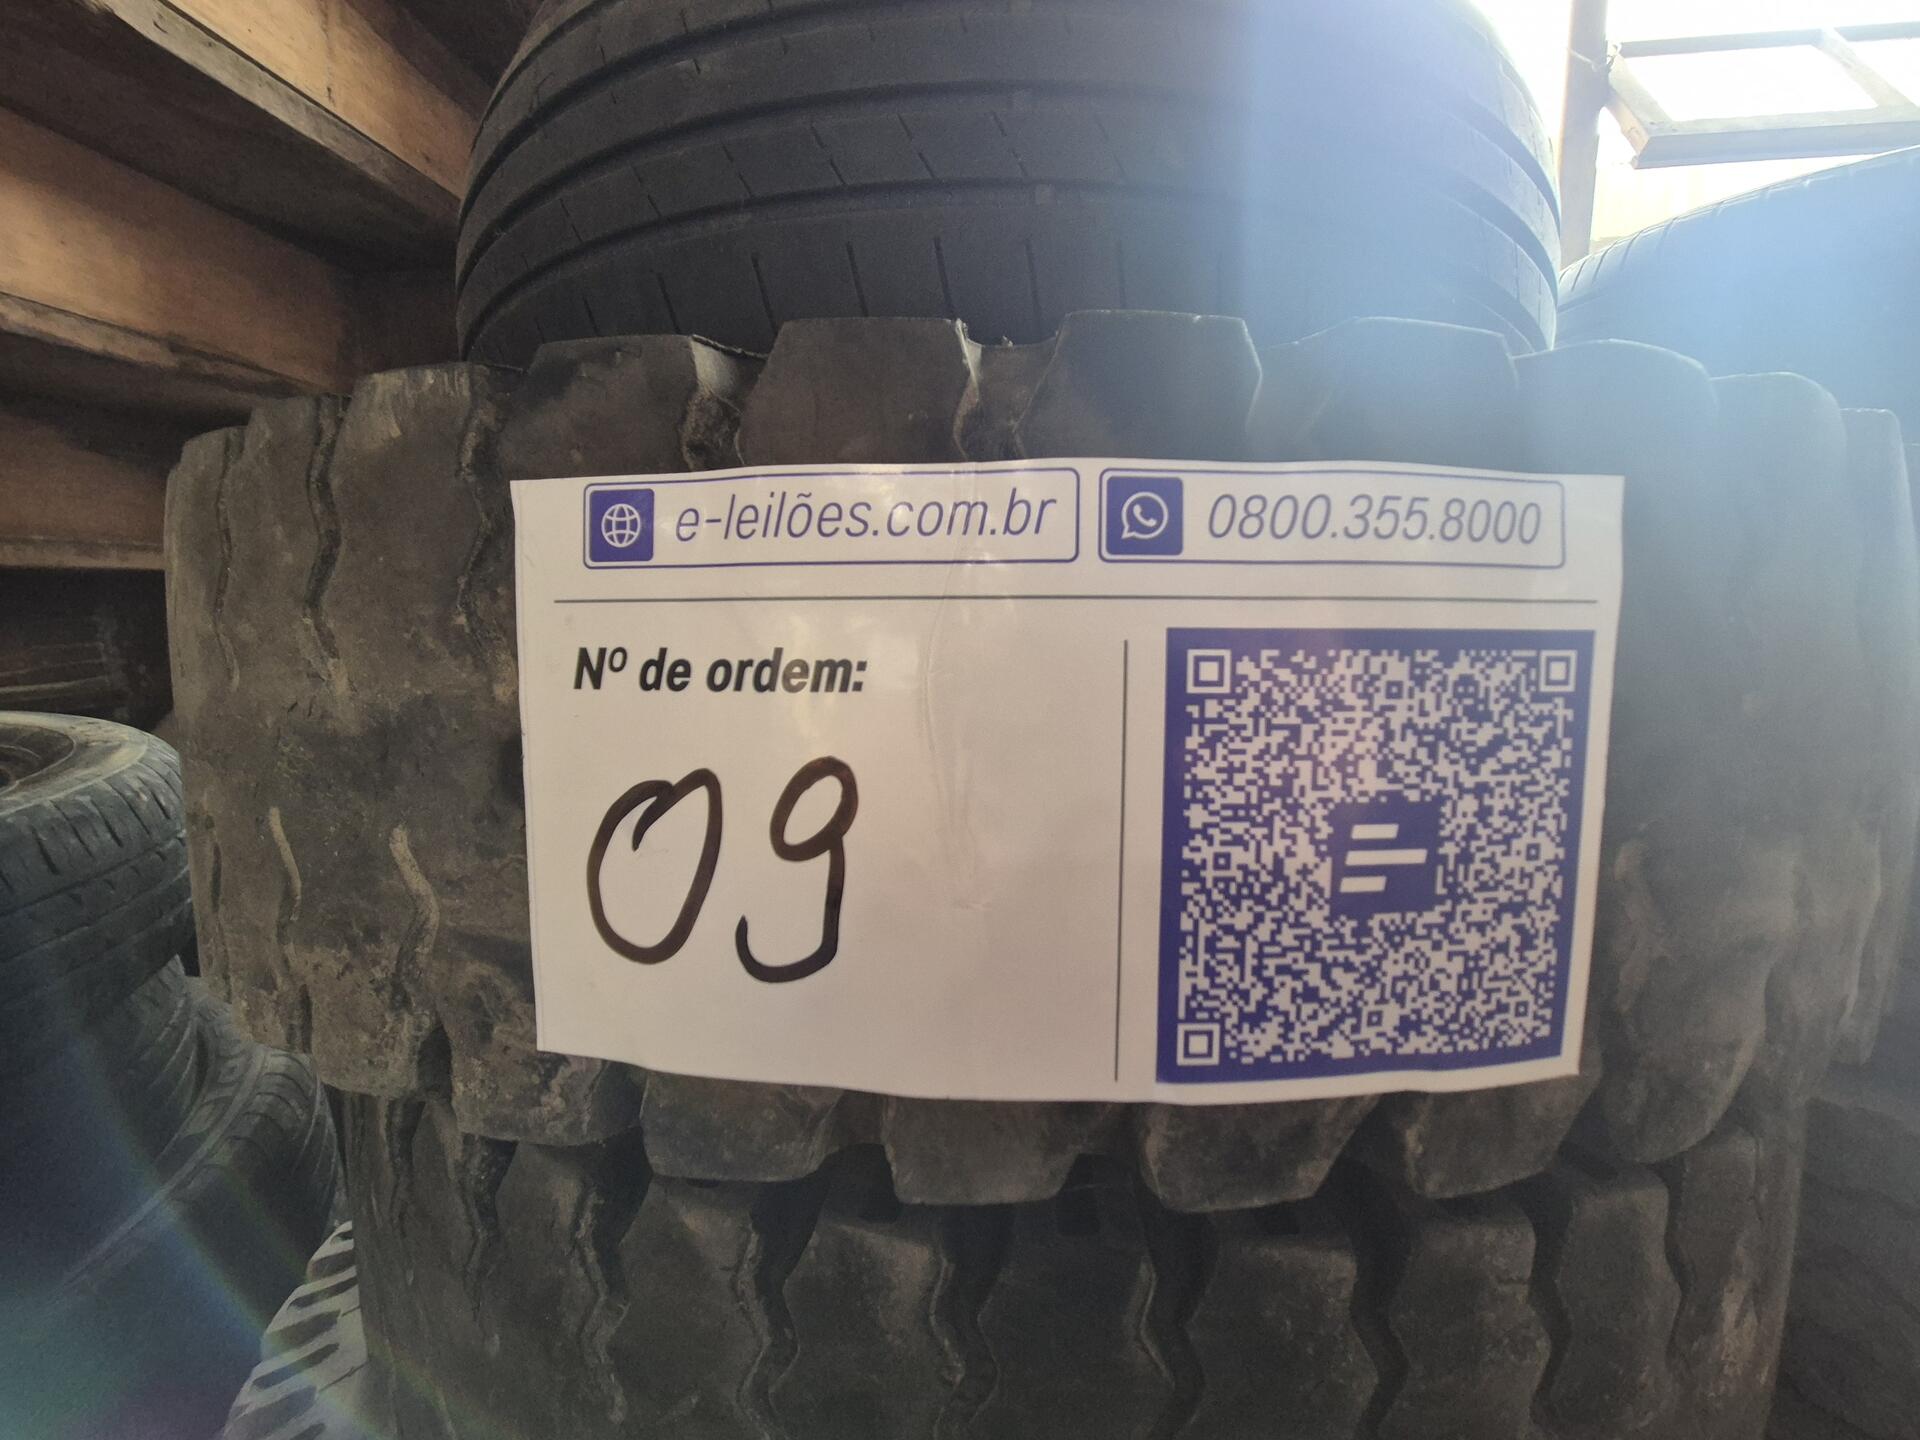 e-leilões.com.br 0800.355.8000
Nº de ordem:
09